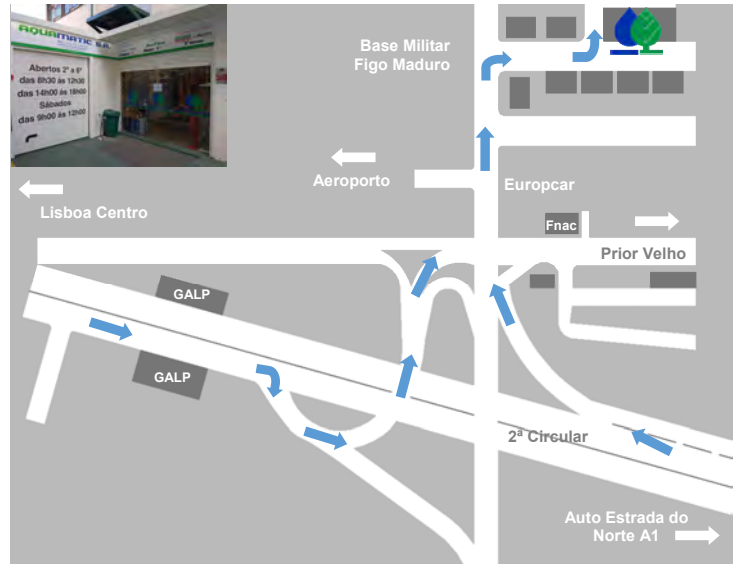 AQUAMATIC S.A.
Abertos 2ª a 6ª
das 8h30 às 12h30
das 14h00 às 18h00
Sábados
das 9h00 às 12h00
Base Militar
Figo Maduro
Aeroporto
Europcar
Lisboa Centro
Fnac
Prior Velho
GALP
GALP
2ª Circular
Auto Estrada do
Norte A1